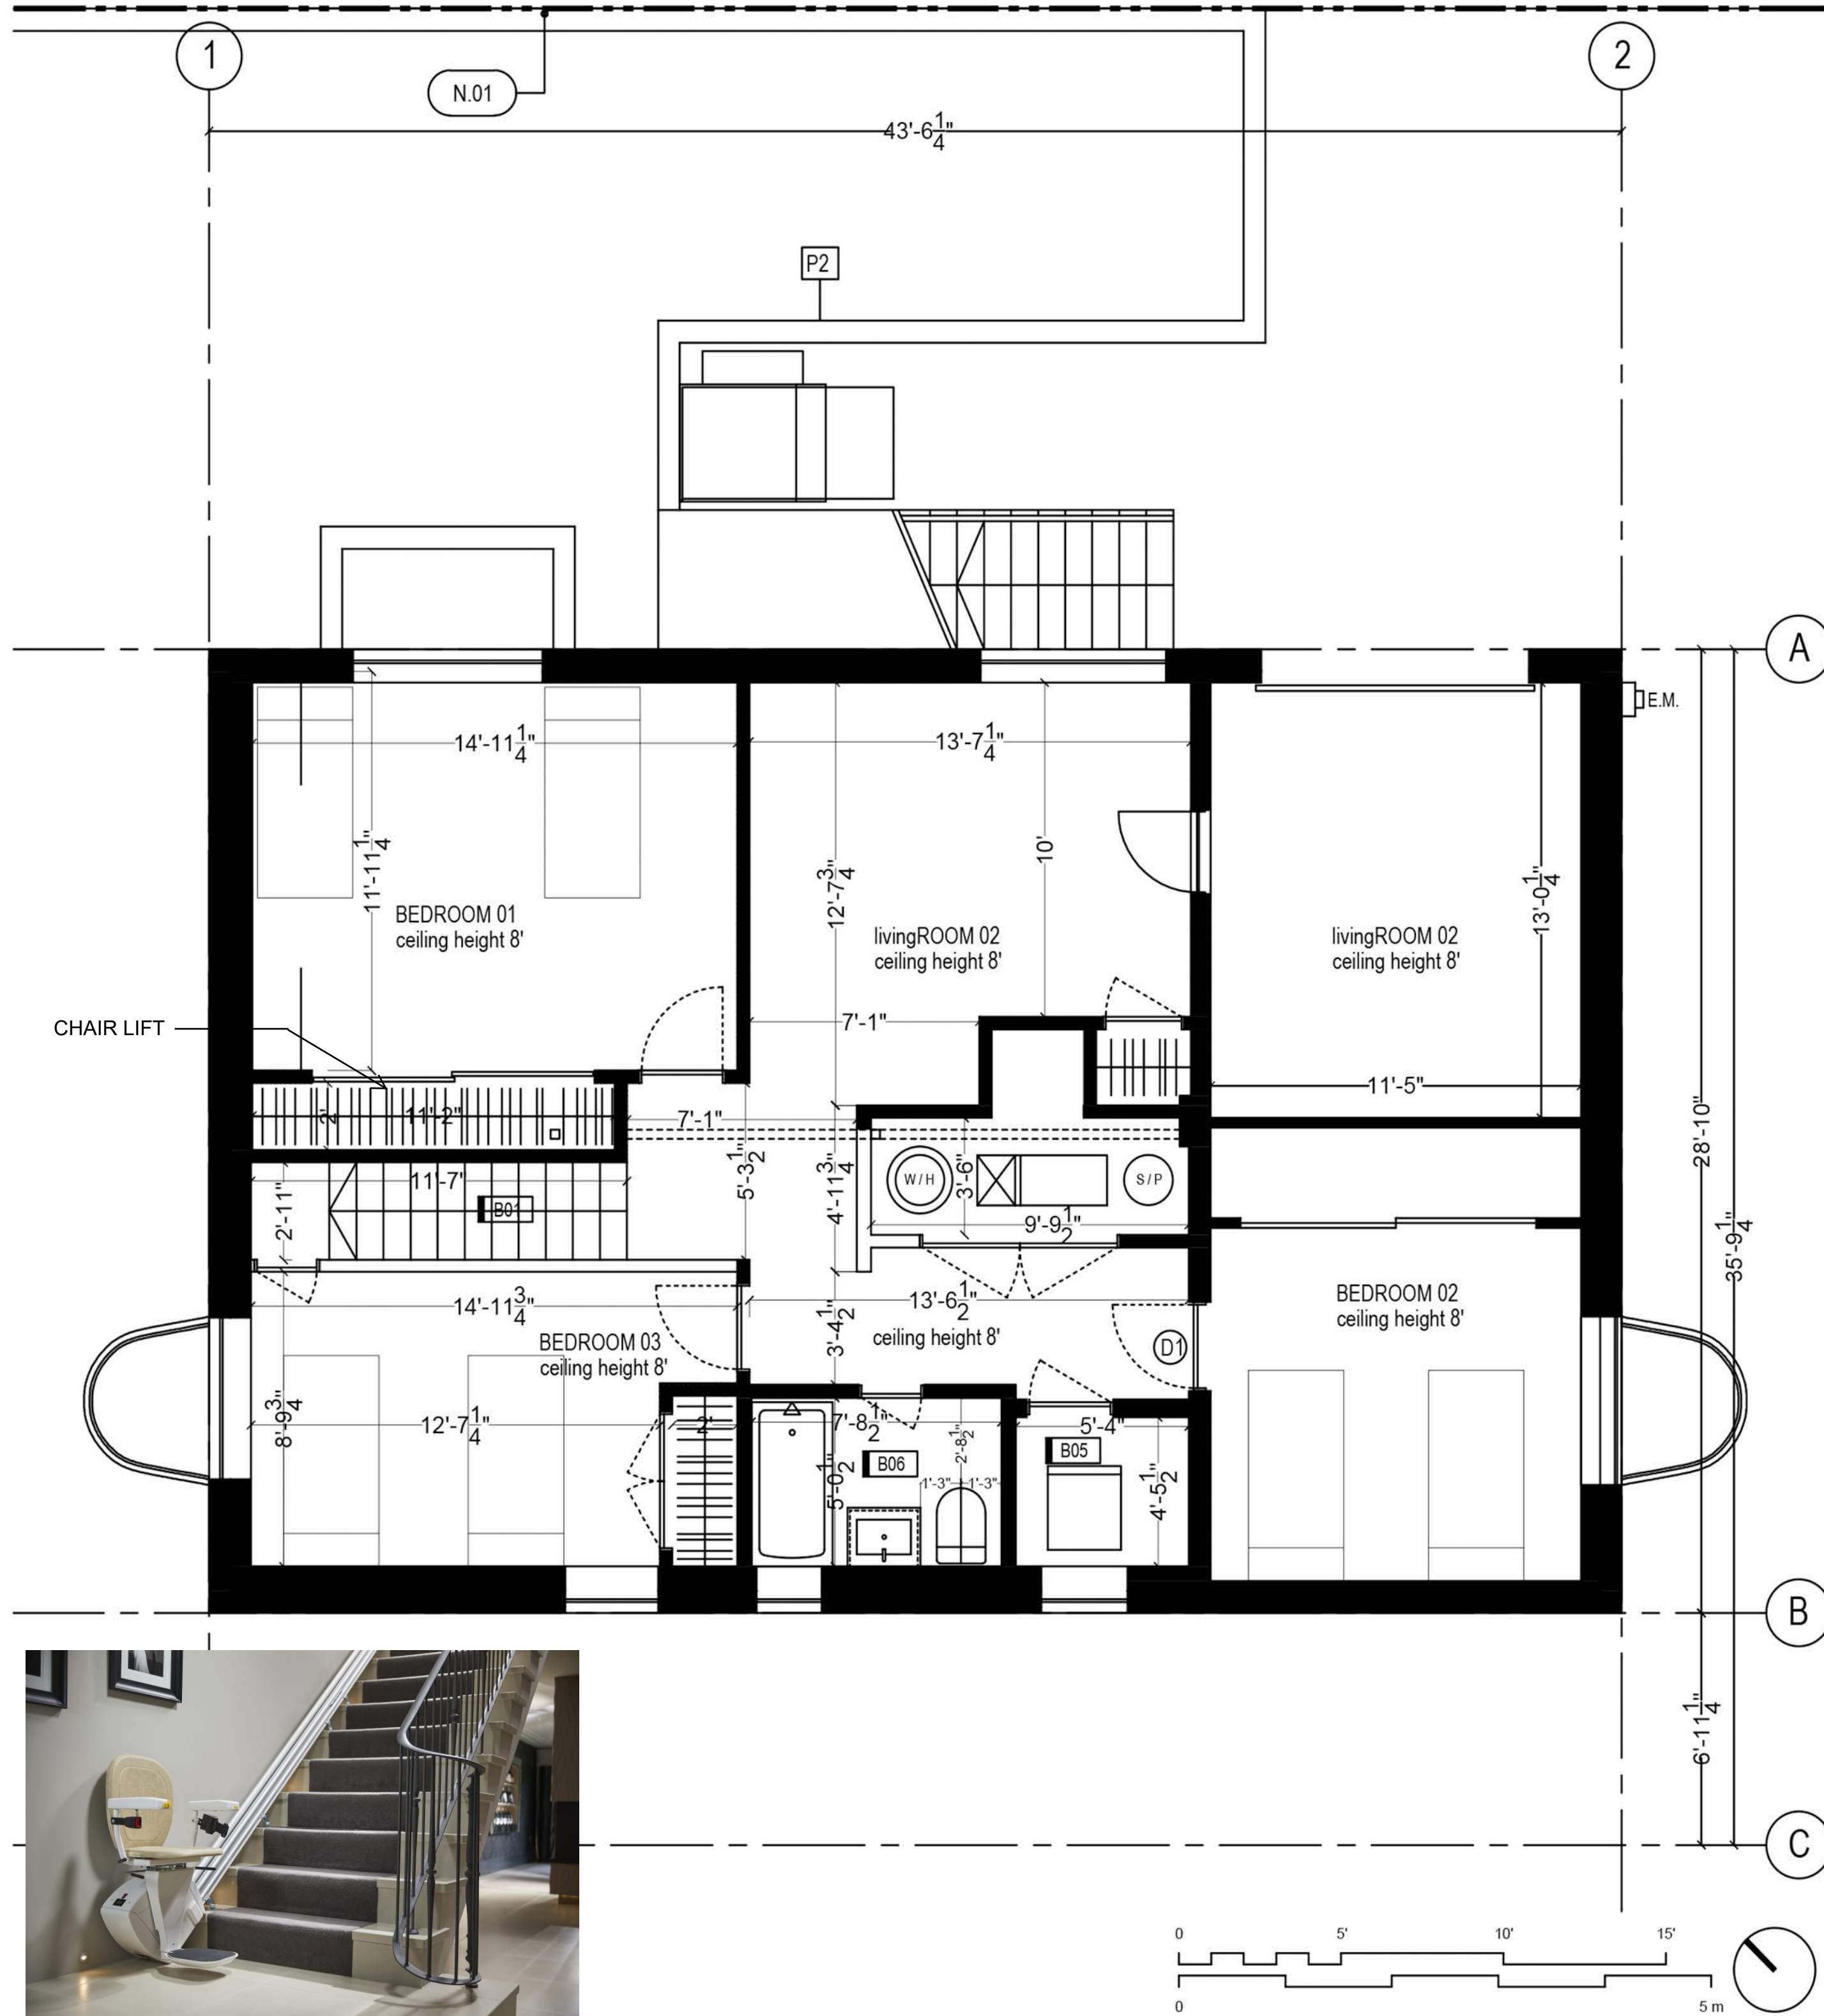 1
2
N.01
43'-6 1/4"
P2
A
E.M.
14'-11 1/4"
13'-7 1/4"
11'-11 1/4"
12'-7 3/4"
10'
13'-0 1/4"
BEDROOM 01
ceiling height 8'
livingROOM 02
ceiling height 8'
livingROOM 02
ceiling height 8'
CHAIR LIFT
7'-1"
11'-5"
2'
11'-2"
7'-1"
28'-10"
35'-9 1/4"
5'-3 1/2"
4'-11 3/4"
W / H
3'-6"
S / P
9'-9 1/2"
11'-7"
2'-11"
B01
14'-11 3/4"
13'-6 1/2"
BEDROOM 03
ceiling height 8'
3'-4 1/2"
ceiling height 8'
D1
BEDROOM 02
ceiling height 8'
8'-9 3/4"
12'-7 1/4"
2'
7'-8 1/2"
2'-8 1/2"
5'-4"
B06
B05
5'-0 1/2"
1'-3"
1'-3"
4'-5 1/2"
B
6'-11 1/4"
C
0
5'
10'
15'
0
5 m